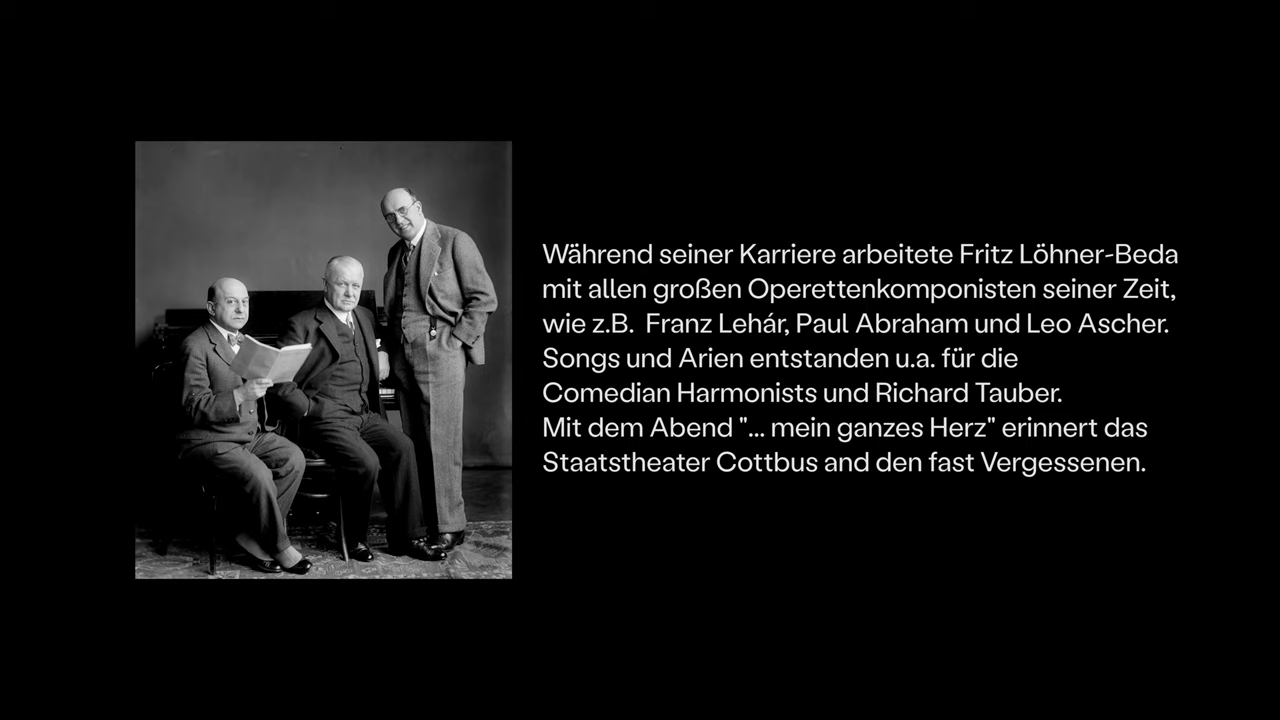 Während seiner Karriere arbeitete Fritz Löhner-Beda
mit allen großen Operettenkomponisten seiner Zeit,
wie z.B.  Franz Lehár, Paul Abraham und Leo Ascher.
Songs und Arien entstanden u.a. für die
Comedian Harmonists und Richard Tauber.
Mit dem Abend "... mein ganzes Herz" erinnert das
Staatstheater Cottbus and den fast Vergessenen.